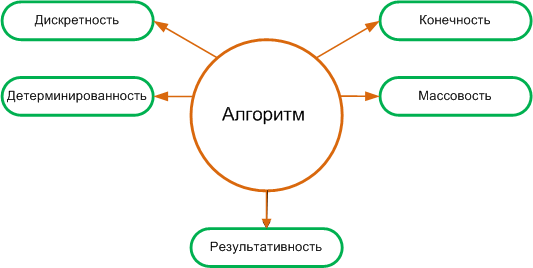 Дискретность
Конечность
Детерминированность
Массовость
Алгоритм
Результативность